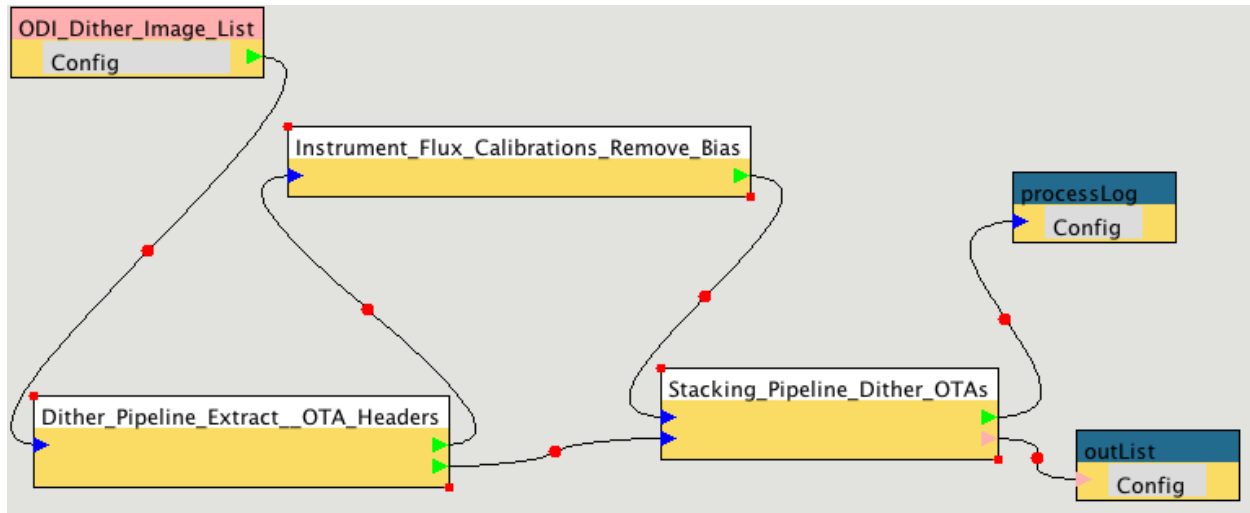 ODI_Dither_Image_List
Config
Instrument_Flux_Calibrations_Remove_Bias
processLog
Config
Stacking_Pipeline_Dither_OTAs
Dither_Pipeline_Extract__OTA_Headers
outList
Config